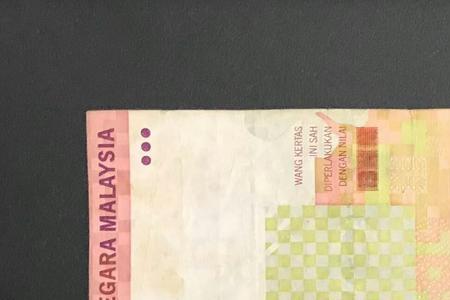 EGARA MALAYSIA
WANG KERTAS
INI SAH
DIPERLAKUKAN
DENGAN NILAI